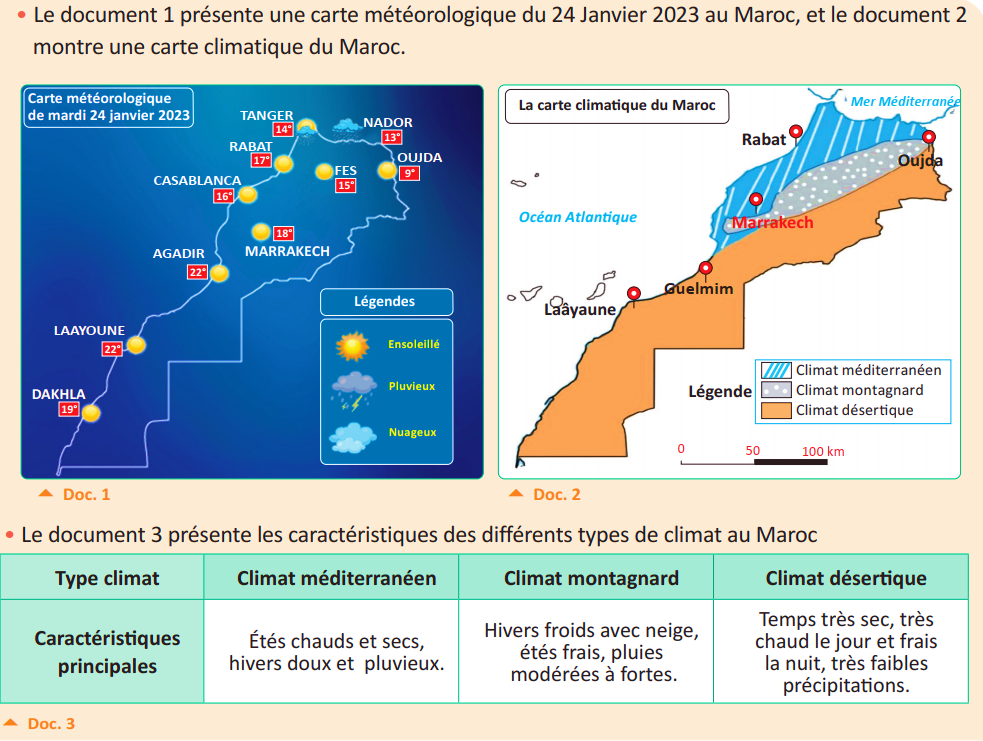 • Le document 1 présente une carte météorologique du 24 Janvier 2023 au Maroc, et le document 2
montre une carte climatique du Maroc.
Carte météorologique
de mardi 24 janvier 2023
TANGER
14°
NADOR
13°
RABAT
17°
FES
15°
OUJDA
9°
CASABLANCA
16°
18°
MARRAKECH
AGADIR
22°
LAAYOUNE
22°
DAKHLA
19°
Légendes
Ensoleillé
Pluvieux
Nuageux
Doc. 1
La carte climatique du Maroc
Mer Méditerranée
Rabat
Oujda
Océan Atlantique
Marrakech
Guelmim
Laâyaune
Légende
Climat méditerranéen
Climat montagnard
Climat désertique
0 50 100 km
Doc. 2
• Le document 3 présente les caractéristiques des différents types de climat au Maroc
Type climat
Climat méditerranéen
Climat montagnard
Climat désertique
Caractéristiques
principales
Étés chauds et secs,
hivers doux et pluvieux.
Hivers froids avec neige,
étés frais, pluies
modérées à fortes.
Temps très sec, très
chaud le jour et frais
la nuit, très faibles
précipitations.
Doc. 3